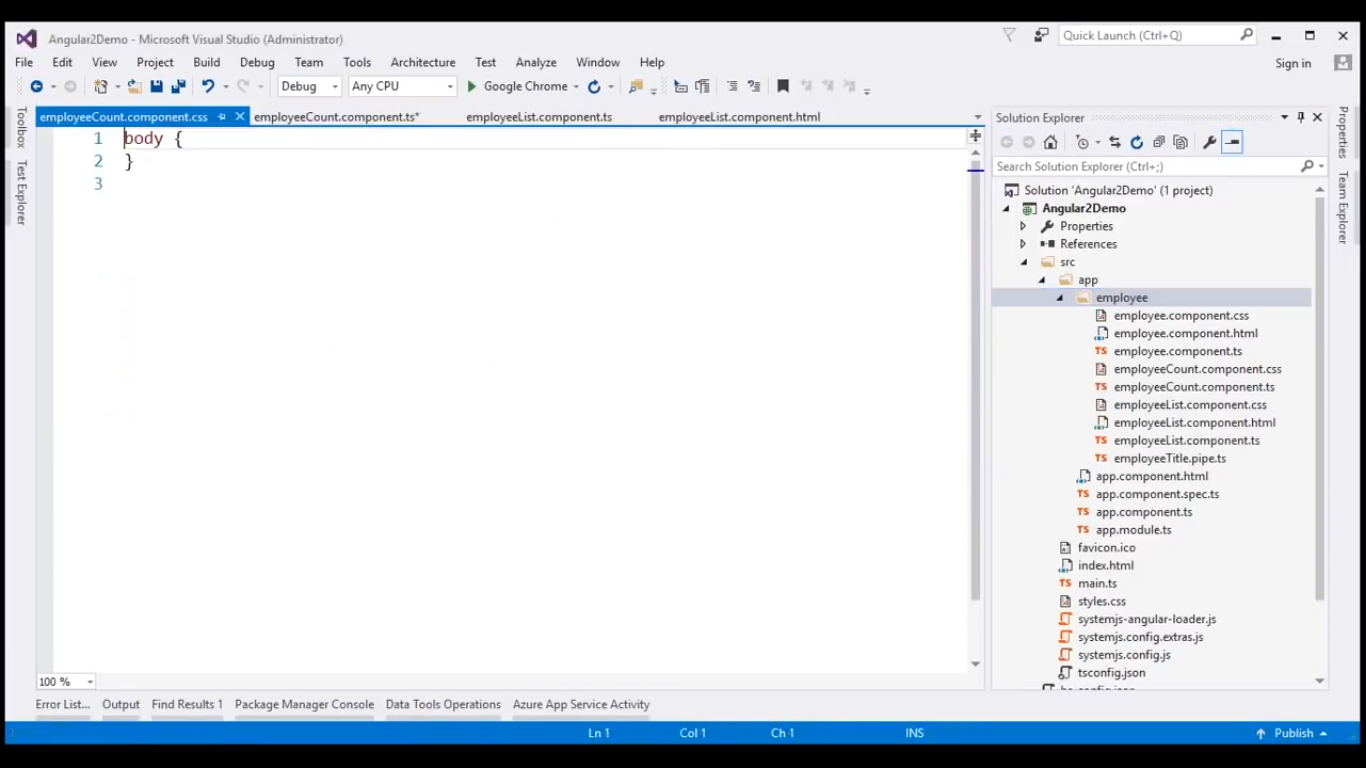 Angular2Demo - Microsoft Visual Studio (Administrator)
Quick Launch (Ctrl+Q)
File Edit View Project Build Debug Team Tools Architecture Test Analyze Window Help
Sign in
Debug Any CPU Google Chrome
Toolbox
Test Explorer
employeeCount.component.css employeeCount.component.ts* employeeList.component.ts employeeList.component.html
1 body {
2 }
3
100 %
Solution Explorer
Search Solution Explorer (Ctrl+;)
Solution 'Angular2Demo' (1 project)
Angular2Demo
Properties
References
src
app
employee
employee.component.css
employee.component.html
TS employee.component.ts
employeeCount.component.css
TS employeeCount.component.ts
employeeList.component.css
employeeList.component.html
TS employeeList.component.ts
TS employeeTitle.pipe.ts
app.component.html
TS app.component.spec.ts
TS app.component.ts
TS app.module.ts
favicon.ico
index.html
TS main.ts
styles.css
systemjs-angular-loader.js
systemjs.config.extras.js
systemjs.config.js
tsconfig.json
Properties
Team Explorer
Error List... Output Find Results 1 Package Manager Console Data Tools Operations Azure App Service Activity
Ln 1 Col 1 Ch 1 INS Publish